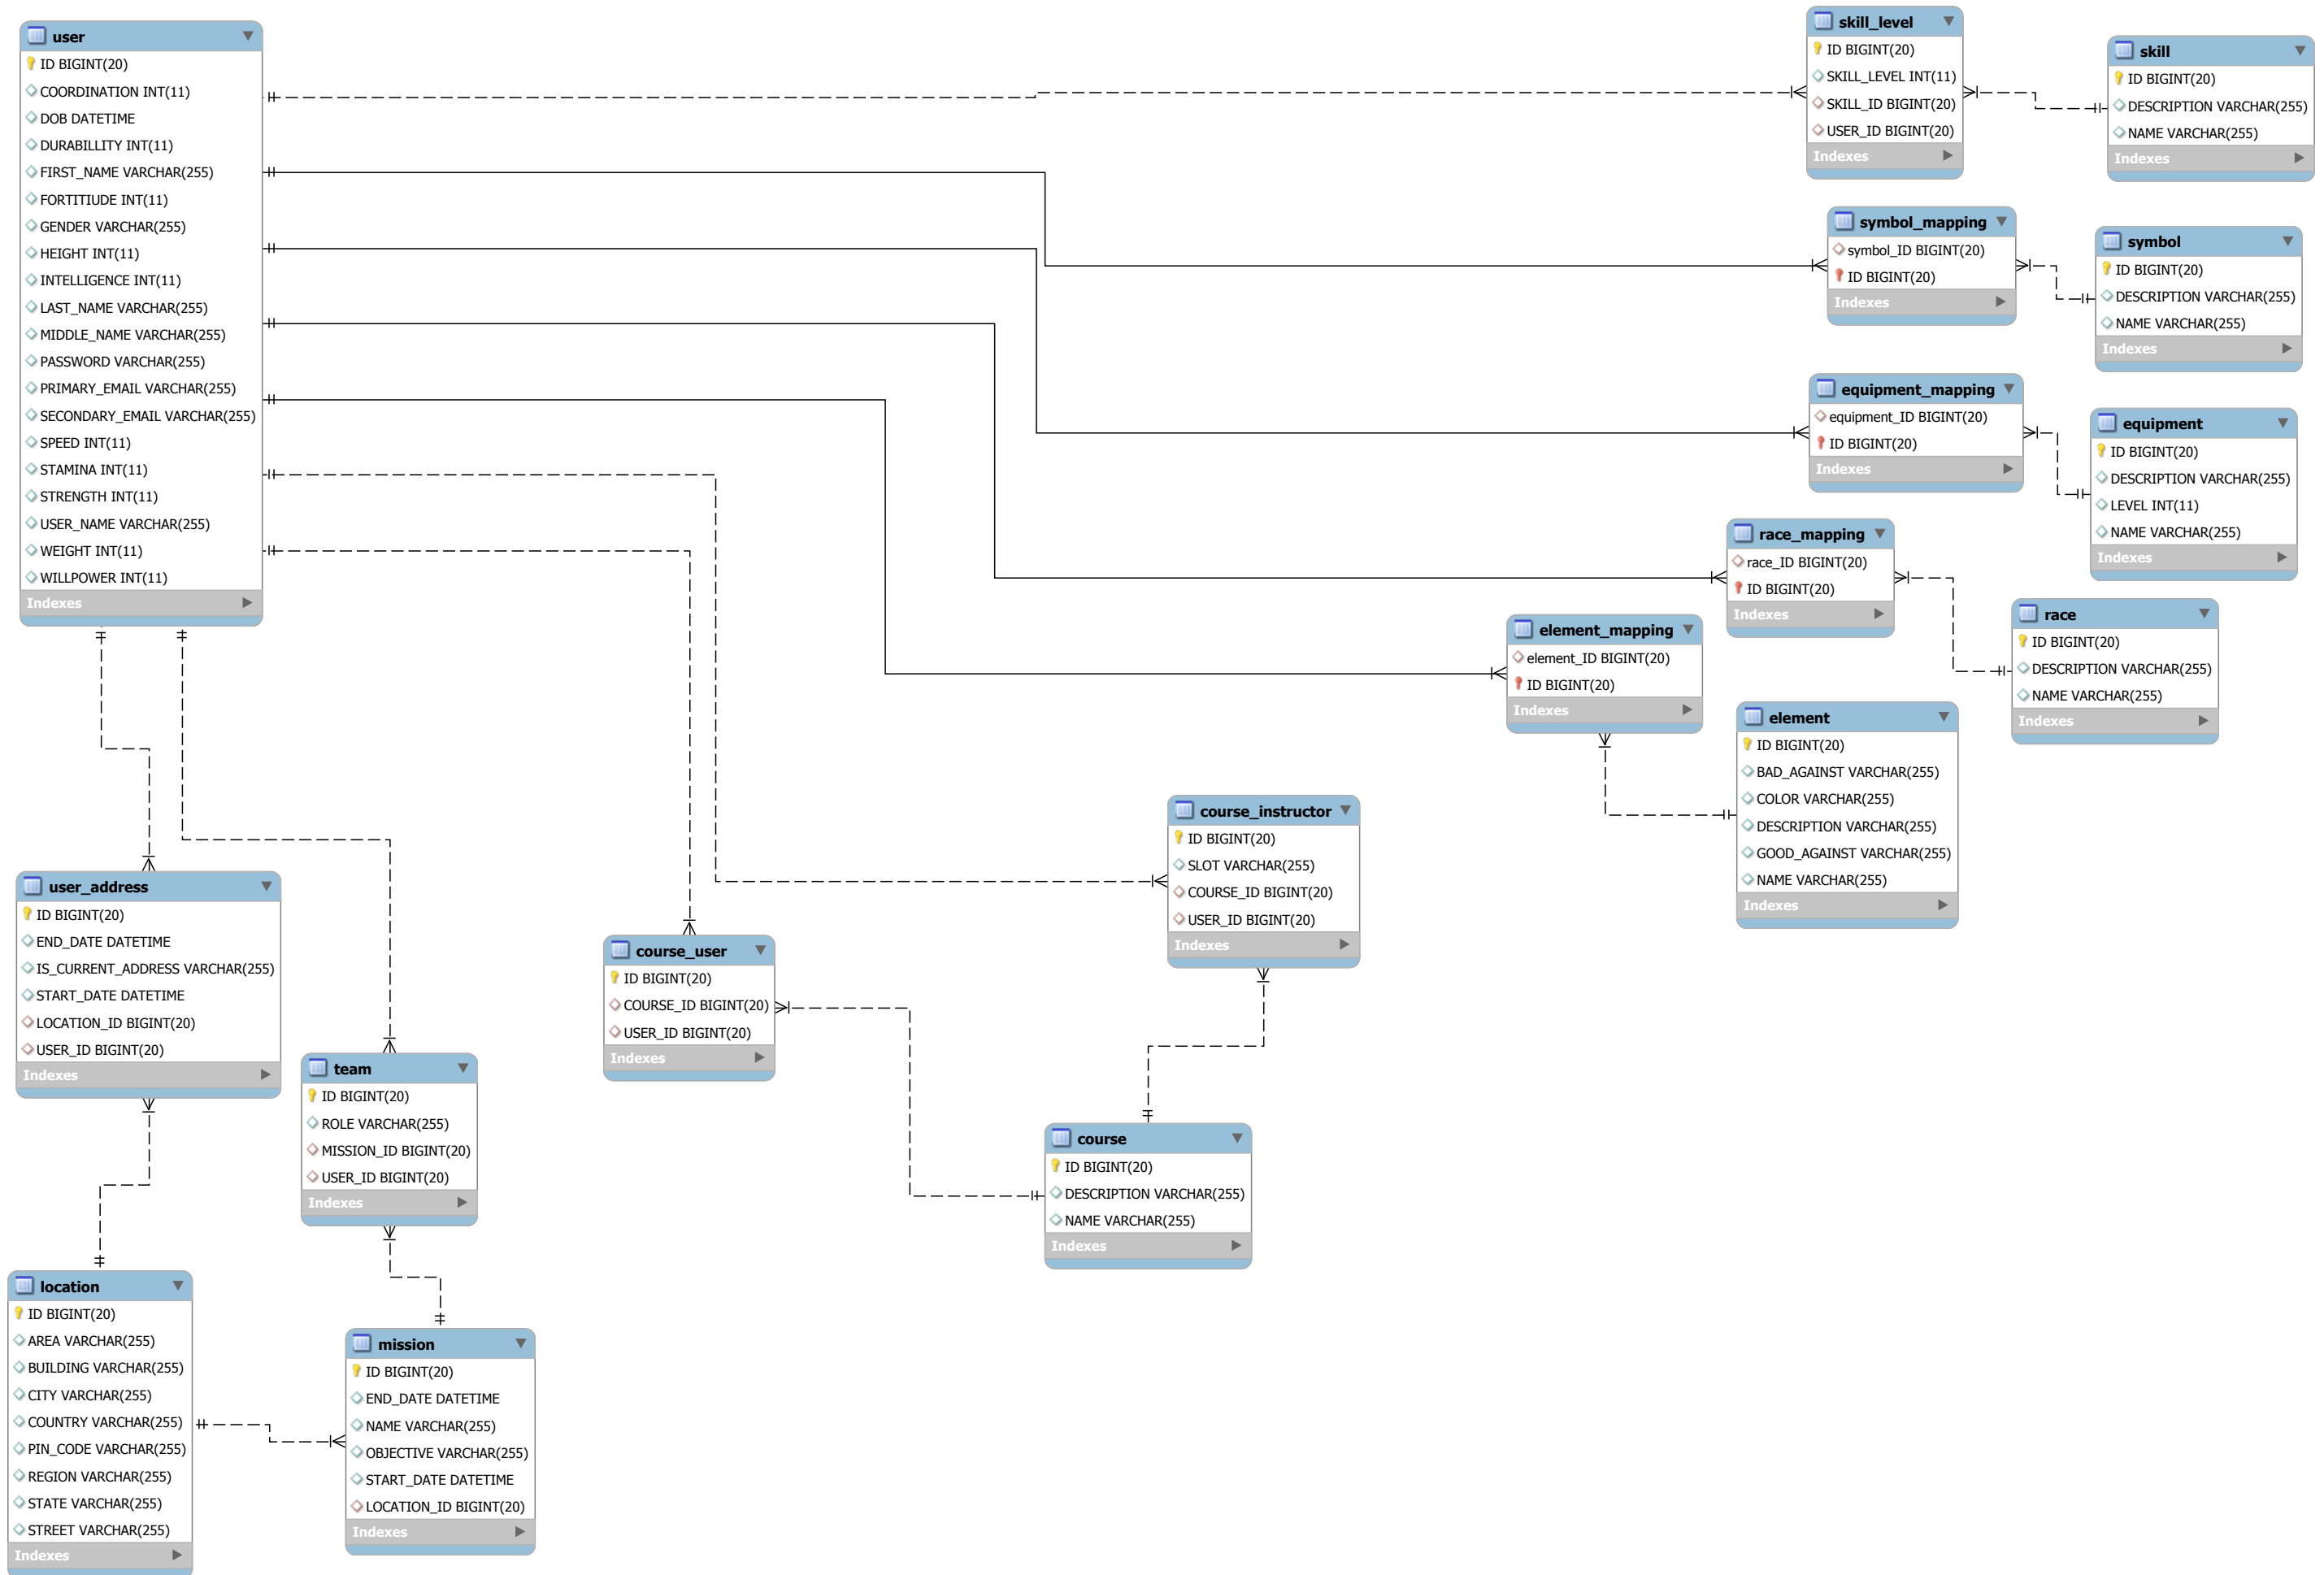 user
ID BIGINT(20)
COORDINATION INT(11)
DOB DATETIME
DURABILLITY INT(11)
FIRST_NAME VARCHAR(255)
FORTITIUDE INT(11)
GENDER VARCHAR(255)
HEIGHT INT(11)
INTELLIGENCE INT(11)
LAST_NAME VARCHAR(255)
MIDDLE_NAME VARCHAR(255)
PASSWORD VARCHAR(255)
PRIMARY_EMAIL VARCHAR(255)
SECONDARY_EMAIL VARCHAR(255)
SPEED INT(11)
STAMINA INT(11)
STRENGTH INT(11)
USER_NAME VARCHAR(255)
WEIGHT INT(11)
WILLPOWER INT(11)
Indexes
skill_level
ID BIGINT(20)
SKILL_LEVEL INT(11)
SKILL_ID BIGINT(20)
USER_ID BIGINT(20)
Indexes
skill
ID BIGINT(20)
DESCRIPTION VARCHAR(255)
NAME VARCHAR(255)
Indexes
symbol_mapping
symbol_ID BIGINT(20)
ID BIGINT(20)
Indexes
symbol
ID BIGINT(20)
DESCRIPTION VARCHAR(255)
NAME VARCHAR(255)
Indexes
equipment_mapping
equipment_ID BIGINT(20)
ID BIGINT(20)
Indexes
equipment
ID BIGINT(20)
DESCRIPTION VARCHAR(255)
LEVEL INT(11)
NAME VARCHAR(255)
Indexes
race_mapping
race_ID BIGINT(20)
ID BIGINT(20)
Indexes
race
ID BIGINT(20)
DESCRIPTION VARCHAR(255)
NAME VARCHAR(255)
Indexes
element_mapping
element_ID BIGINT(20)
ID BIGINT(20)
Indexes
element
ID BIGINT(20)
BAD_AGAINST VARCHAR(255)
COLOR VARCHAR(255)
DESCRIPTION VARCHAR(255)
GOOD_AGAINST VARCHAR(255)
NAME VARCHAR(255)
Indexes
course_instructor
ID BIGINT(20)
SLOT VARCHAR(255)
COURSE_ID BIGINT(20)
USER_ID BIGINT(20)
Indexes
user_address
ID BIGINT(20)
END_DATE DATETIME
IS_CURRENT_ADDRESS VARCHAR(255)
START_DATE DATETIME
LOCATION_ID BIGINT(20)
USER_ID BIGINT(20)
Indexes
course_user
ID BIGINT(20)
COURSE_ID BIGINT(20)
USER_ID BIGINT(20)
Indexes
team
ID BIGINT(20)
ROLE VARCHAR(255)
MISSION_ID BIGINT(20)
USER_ID BIGINT(20)
Indexes
course
ID BIGINT(20)
DESCRIPTION VARCHAR(255)
NAME VARCHAR(255)
Indexes
location
ID BIGINT(20)
AREA VARCHAR(255)
BUILDING VARCHAR(255)
CITY VARCHAR(255)
COUNTRY VARCHAR(255)
PIN_CODE VARCHAR(255)
REGION VARCHAR(255)
STATE VARCHAR(255)
STREET VARCHAR(255)
Indexes
mission
ID BIGINT(20)
END_DATE DATETIME
NAME VARCHAR(255)
OBJECTIVE VARCHAR(255)
START_DATE DATETIME
LOCATION_ID BIGINT(20)
Indexes